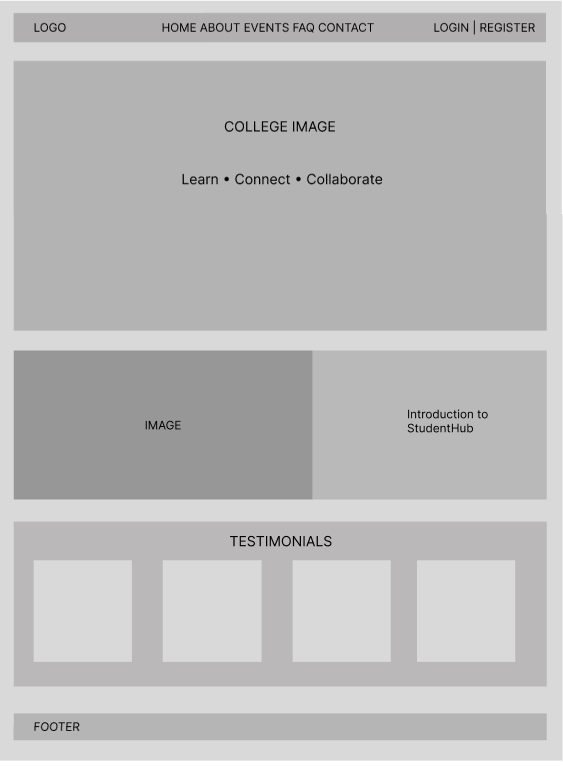 LOGO HOME ABOUT EVENTS FAQ CONTACT LOGIN | REGISTER
COLLEGE IMAGE
Learn • Connect • Collaborate
IMAGE
Introduction to
StudentHub
TESTIMONIALS
FOOTER